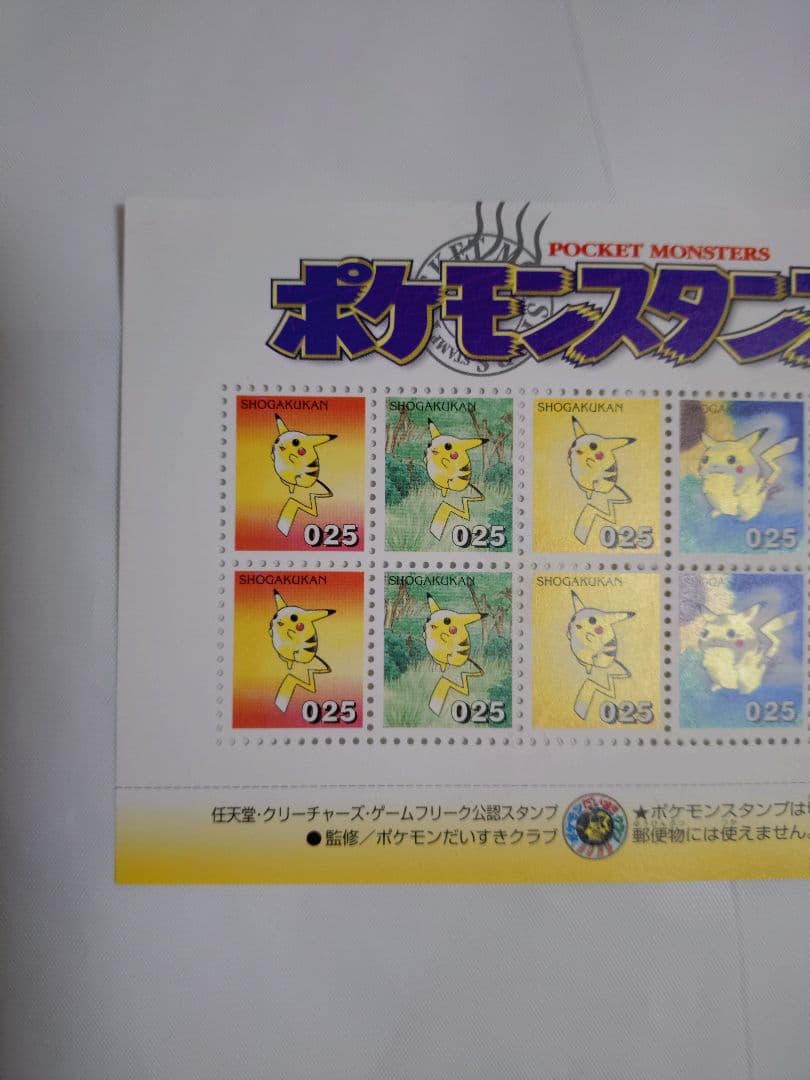 POCKET MONSTERS
ポケモンスタン
SHOGAKUKAN SHOGAKUKAN SHOGAKUKAN SHOGAKUKAN
025 025 025 025
SHOGAKUKAN SHOGAKUKAN SHOGAKUKAN SHOGAKUKAN
025 025 025 025
任天堂・クリーチャーズ・ゲームフリーク公認スタンプ
●監修／ポケモンだいすきクラブ
★ポケモンスタンプは
郵便物には使えません。